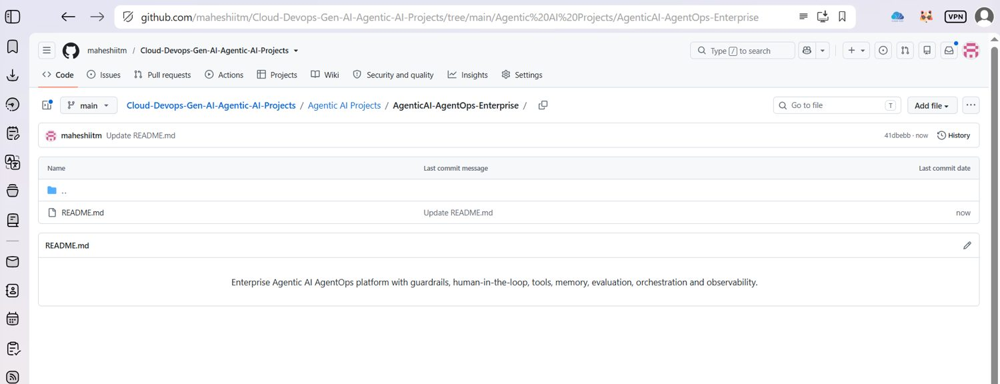 github.com/maheshiitm/Cloud-Devops-Gen-AI-Agentic-AI-Projects/tree/main/Agentic%20AI%20Projects/AgenticAI-AgentOps-Enterprise
VPN
maheshiitm / Cloud-Devops-Gen-AI-Agentic-AI-Projects
Type / to search
Code Issues Pull requests Actions Projects Wiki Security and quality Insights Settings
main Cloud-Devops-Gen-AI-Agentic-AI-Projects / Agentic AI Projects / AgenticAI-AgentOps-Enterprise /
Go to file T Add file
maheshiitm Update README.md 41dbebb · now History
Name Last commit message Last commit date
..
README.md Update README.md now
README.md
Enterprise Agentic AI AgentOps platform with guardrails, human-in-the-loop, tools, memory, evaluation, orchestration and observability.